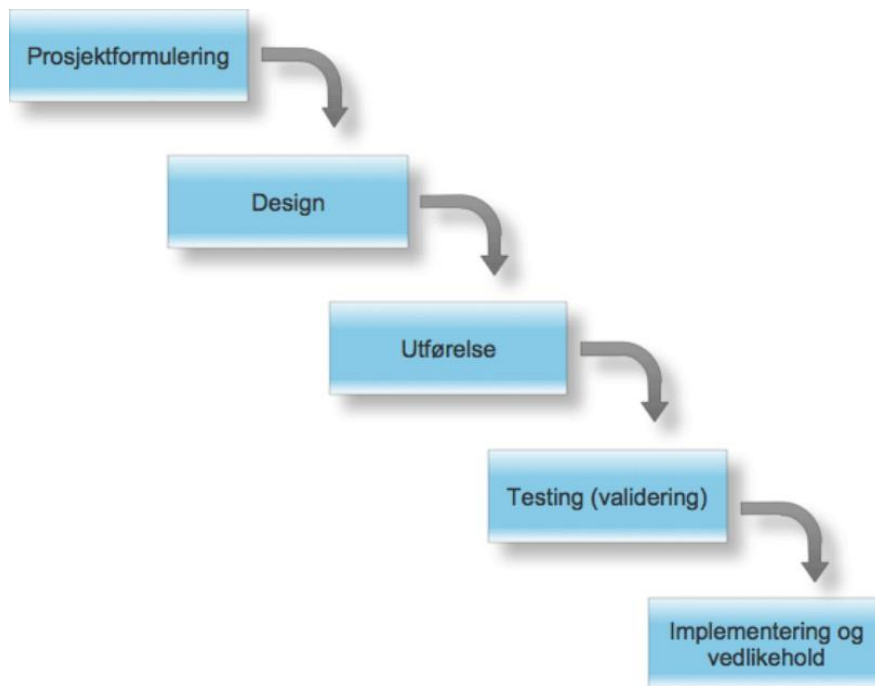 Prosjektformulering
Design
Utførelse
Testing (validering)
Implementering og
vedlikehold